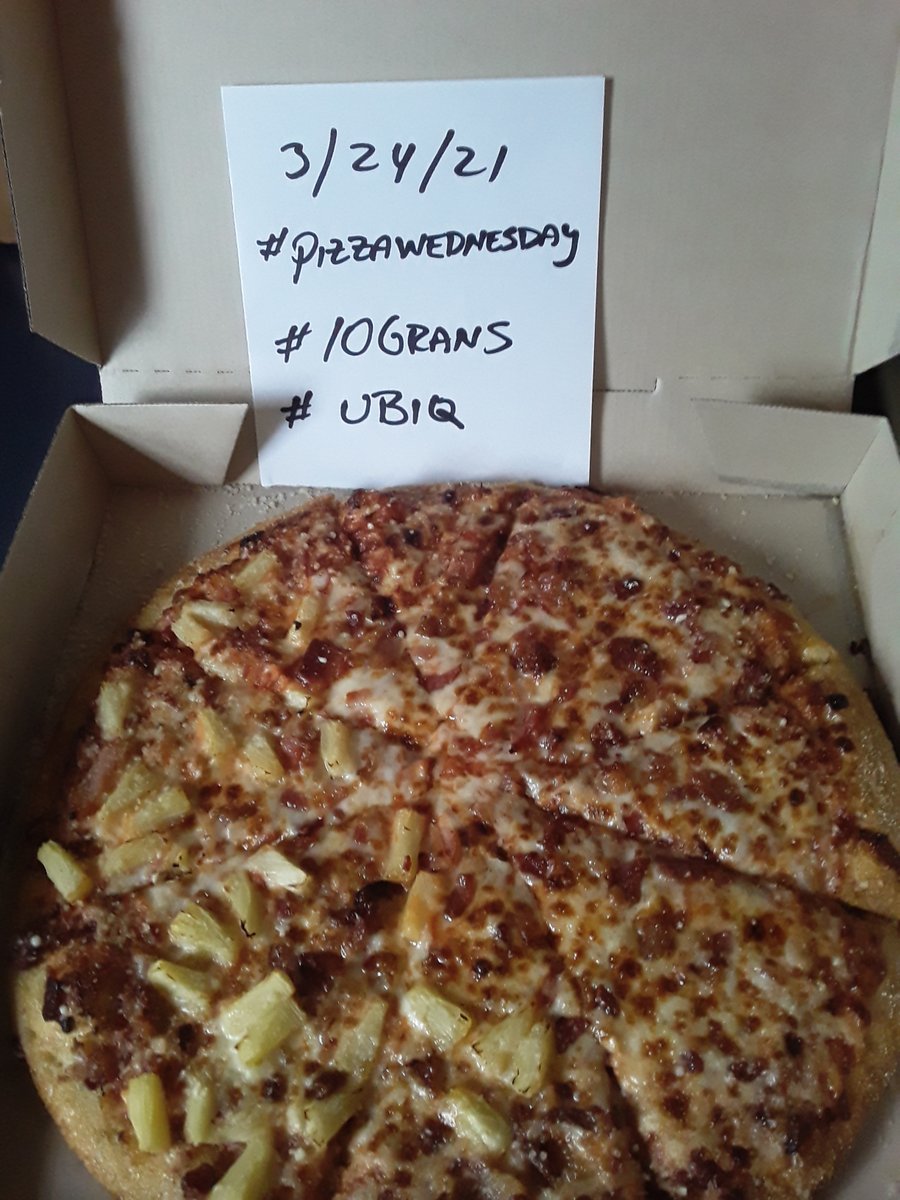 3/24/21
#PIZZAWEDNESDAY
#10GRANS
# UBIQ